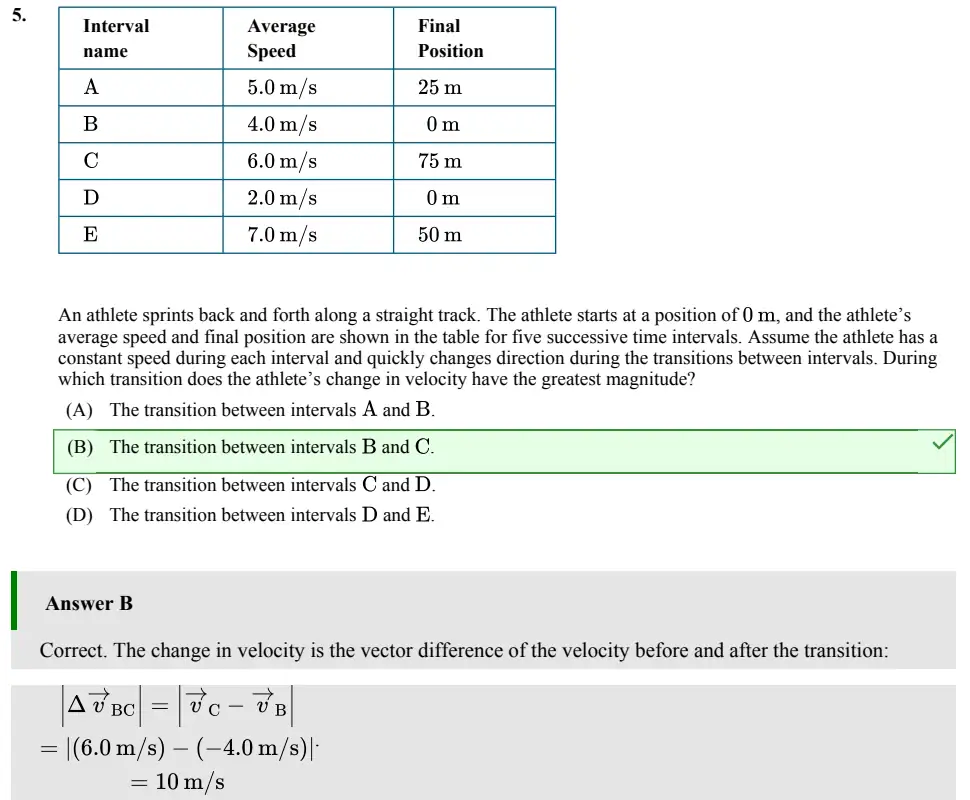 5.
Interval name | Average Speed | Final Position
A | 5.0 m/s | 25 m
B | 4.0 m/s | 0 m
C | 6.0 m/s | 75 m
D | 2.0 m/s | 0 m
E | 7.0 m/s | 50 m
An athlete sprints back and forth along a straight track. The athlete starts at a position of 0 m, and the athlete’s
average speed and final position are shown in the table for five successive time intervals. Assume the athlete has a
constant speed during each interval and quickly changes direction during the transitions between intervals. During
which transition does the athlete’s change in velocity have the greatest magnitude?
(A) The transition between intervals A and B.
(B) The transition between intervals B and C.
(C) The transition between intervals C and D.
(D) The transition between intervals D and E.
Answer B
Correct. The change in velocity is the vector difference of the velocity before and after the transition:
|Δv⃗_BC| = |v⃗_C − v⃗_B|
= |(6.0 m/s) − (−4.0 m/s)|.
= 10 m/s